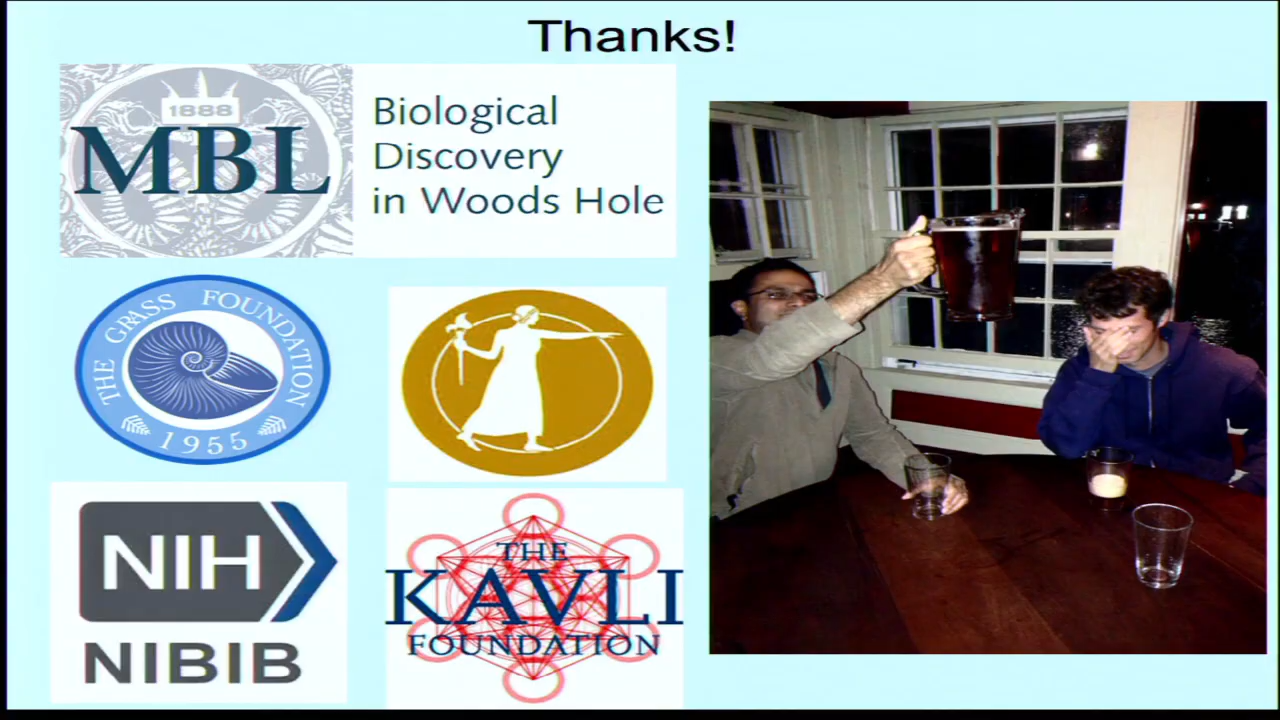 Thanks!
1888
MBL
Biological
Discovery
in Woods Hole
THE GRASS FOUNDATION
1955
NIH
NIBIB
THE
KAVLI
FOUNDATION